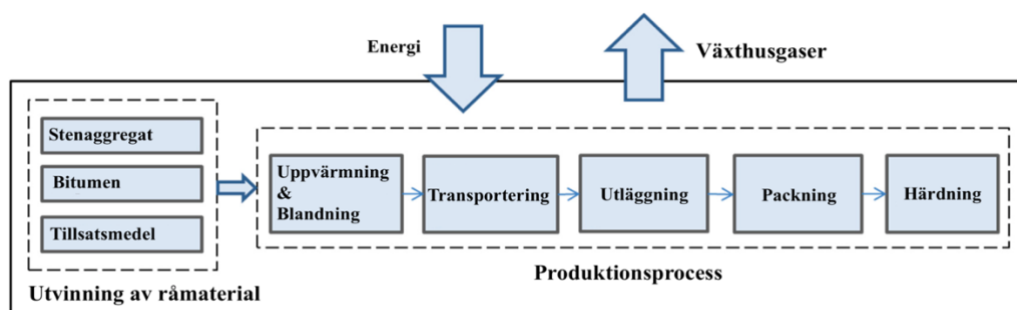 Energi
Växthusgaser
Stenaggregat
Bitumen
Tillsatsmedel
Utvinning av råmaterial
Uppvärmning
&
Blandning
Transportering
Utläggning
Packning
Härdning
Produktionsprocess